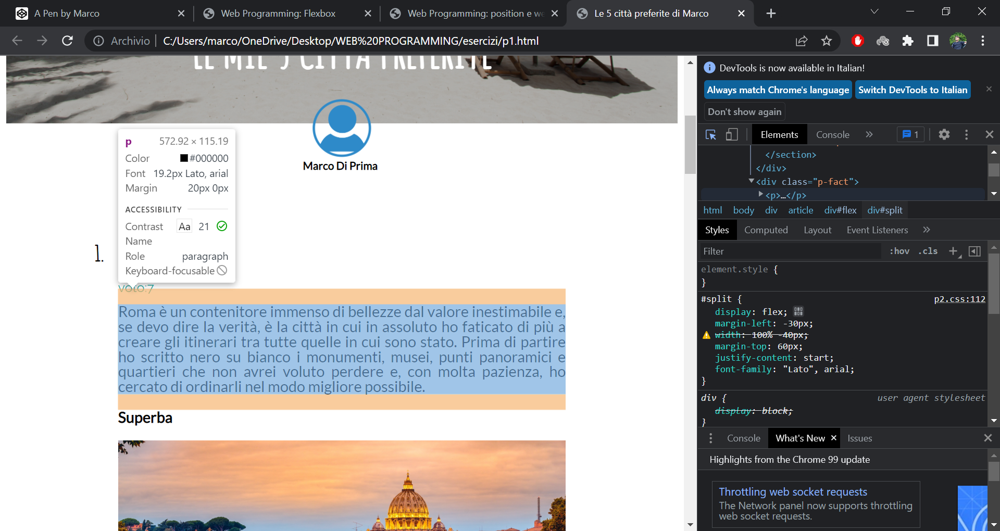 A Pen by Marco
Web Programming: Flexbox
Web Programming: position e we
Le 5 città preferite di Marco
Archivio
C:/Users/marco/OneDrive/Desktop/WEB%20PROGRAMMING/esercizi/p1.html
LE MIE 5 CITTÀ PREFERITE
Marco Di Prima
p 572.92 × 115.19
Color #000000
Font 19.2px Lato, arial
Margin 20px 0px
ACCESSIBILITY
Contrast Aa 21
Name
Role paragraph
Keyboard-focusable
1.
voto:7
Roma è un contenitore immenso di bellezze dal valore inestimabile e,
se devo dire la verità, è la città in cui in assoluto ho faticato di più a
creare gli itinerari tra tutte quelle in cui sono stato. Prima di partire
ho scritto nero su bianco i monumenti, musei, punti panoramici e
quartieri che non avrei voluto perdere e, con molta pazienza, ho
cercato di ordinarli nel modo migliore possibile.
Superba
DevTools is now available in Italian!
Always match Chrome's language
Switch DevTools to Italian
Don't show again
Elements Console » 1
</section>
</div>
<div class="p-fact">
<p>…</p>
html body div article div#flex div#split
Styles Computed Layout Event Listeners »
Filter :hov .cls
element.style {
}
#split { p2.css:112
display: flex;
margin-left: -30px;
width: 100% -40px;
margin-top: 60px;
justify-content: start;
font-family: "Lato", arial;
}
div { user agent stylesheet
display: block;
}
Console What's New Issues
Highlights from the Chrome 99 update
Throttling web socket requests
The Network panel now supports throttling
web socket requests.